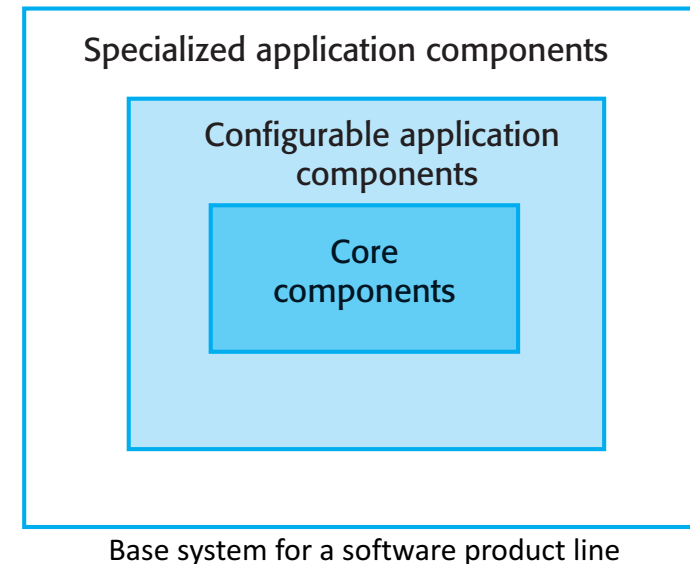 Specialized application components
Configurable application
components
Core
components
Base system for a software product line